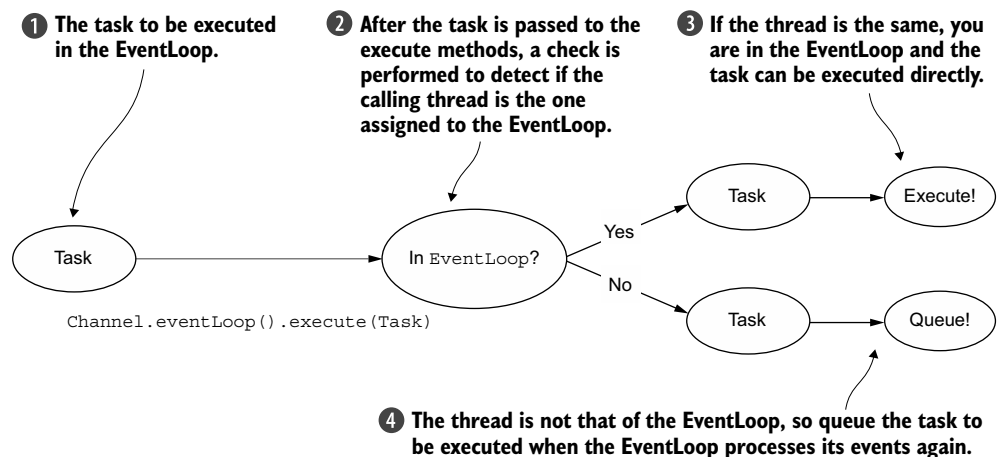 1 The task to be executed
in the EventLoop.
2 After the task is passed to the
execute methods, a check is
performed to detect if the
calling thread is the one
assigned to the EventLoop.
3 If the thread is the same, you
are in the EventLoop and the
task can be executed directly.
Task
Channel.eventLoop().execute(Task)
In EventLoop?
Yes
Task
Execute!
No
Task
Queue!
4 The thread is not that of the EventLoop, so queue the task to
be executed when the EventLoop processes its events again.